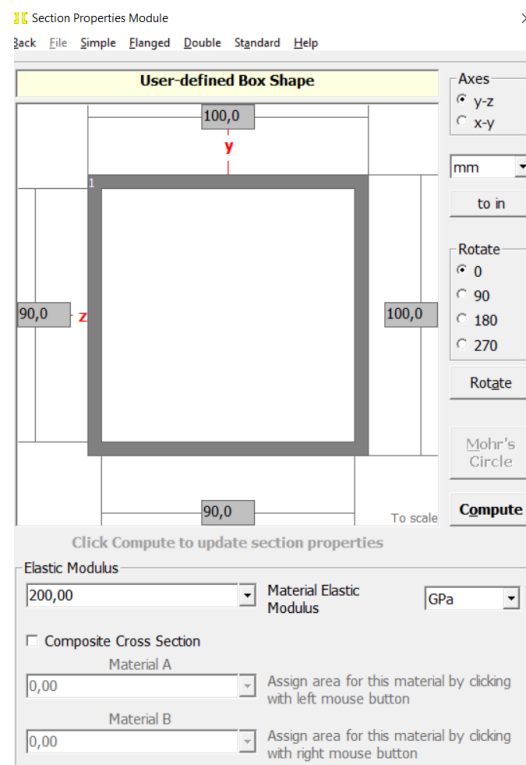 Section Properties Module
Back File Simple Flanged Double Standard Help
User-defined Box Shape
Axes
y-z
x-y
100,0
y
1
mm
to in
Rotate
0
90
180
270
90,0
z
100,0
Rotate
Mohr's
Circle
90,0
To scale
Compute
Click Compute to update section properties
Elastic Modulus
200,00
Material Elastic
Modulus
GPa
Composite Cross Section
Material A
0,00
Assign area for this material by clicking
with left mouse button
Material B
0,00
Assign area for this material by clicking
with right mouse button